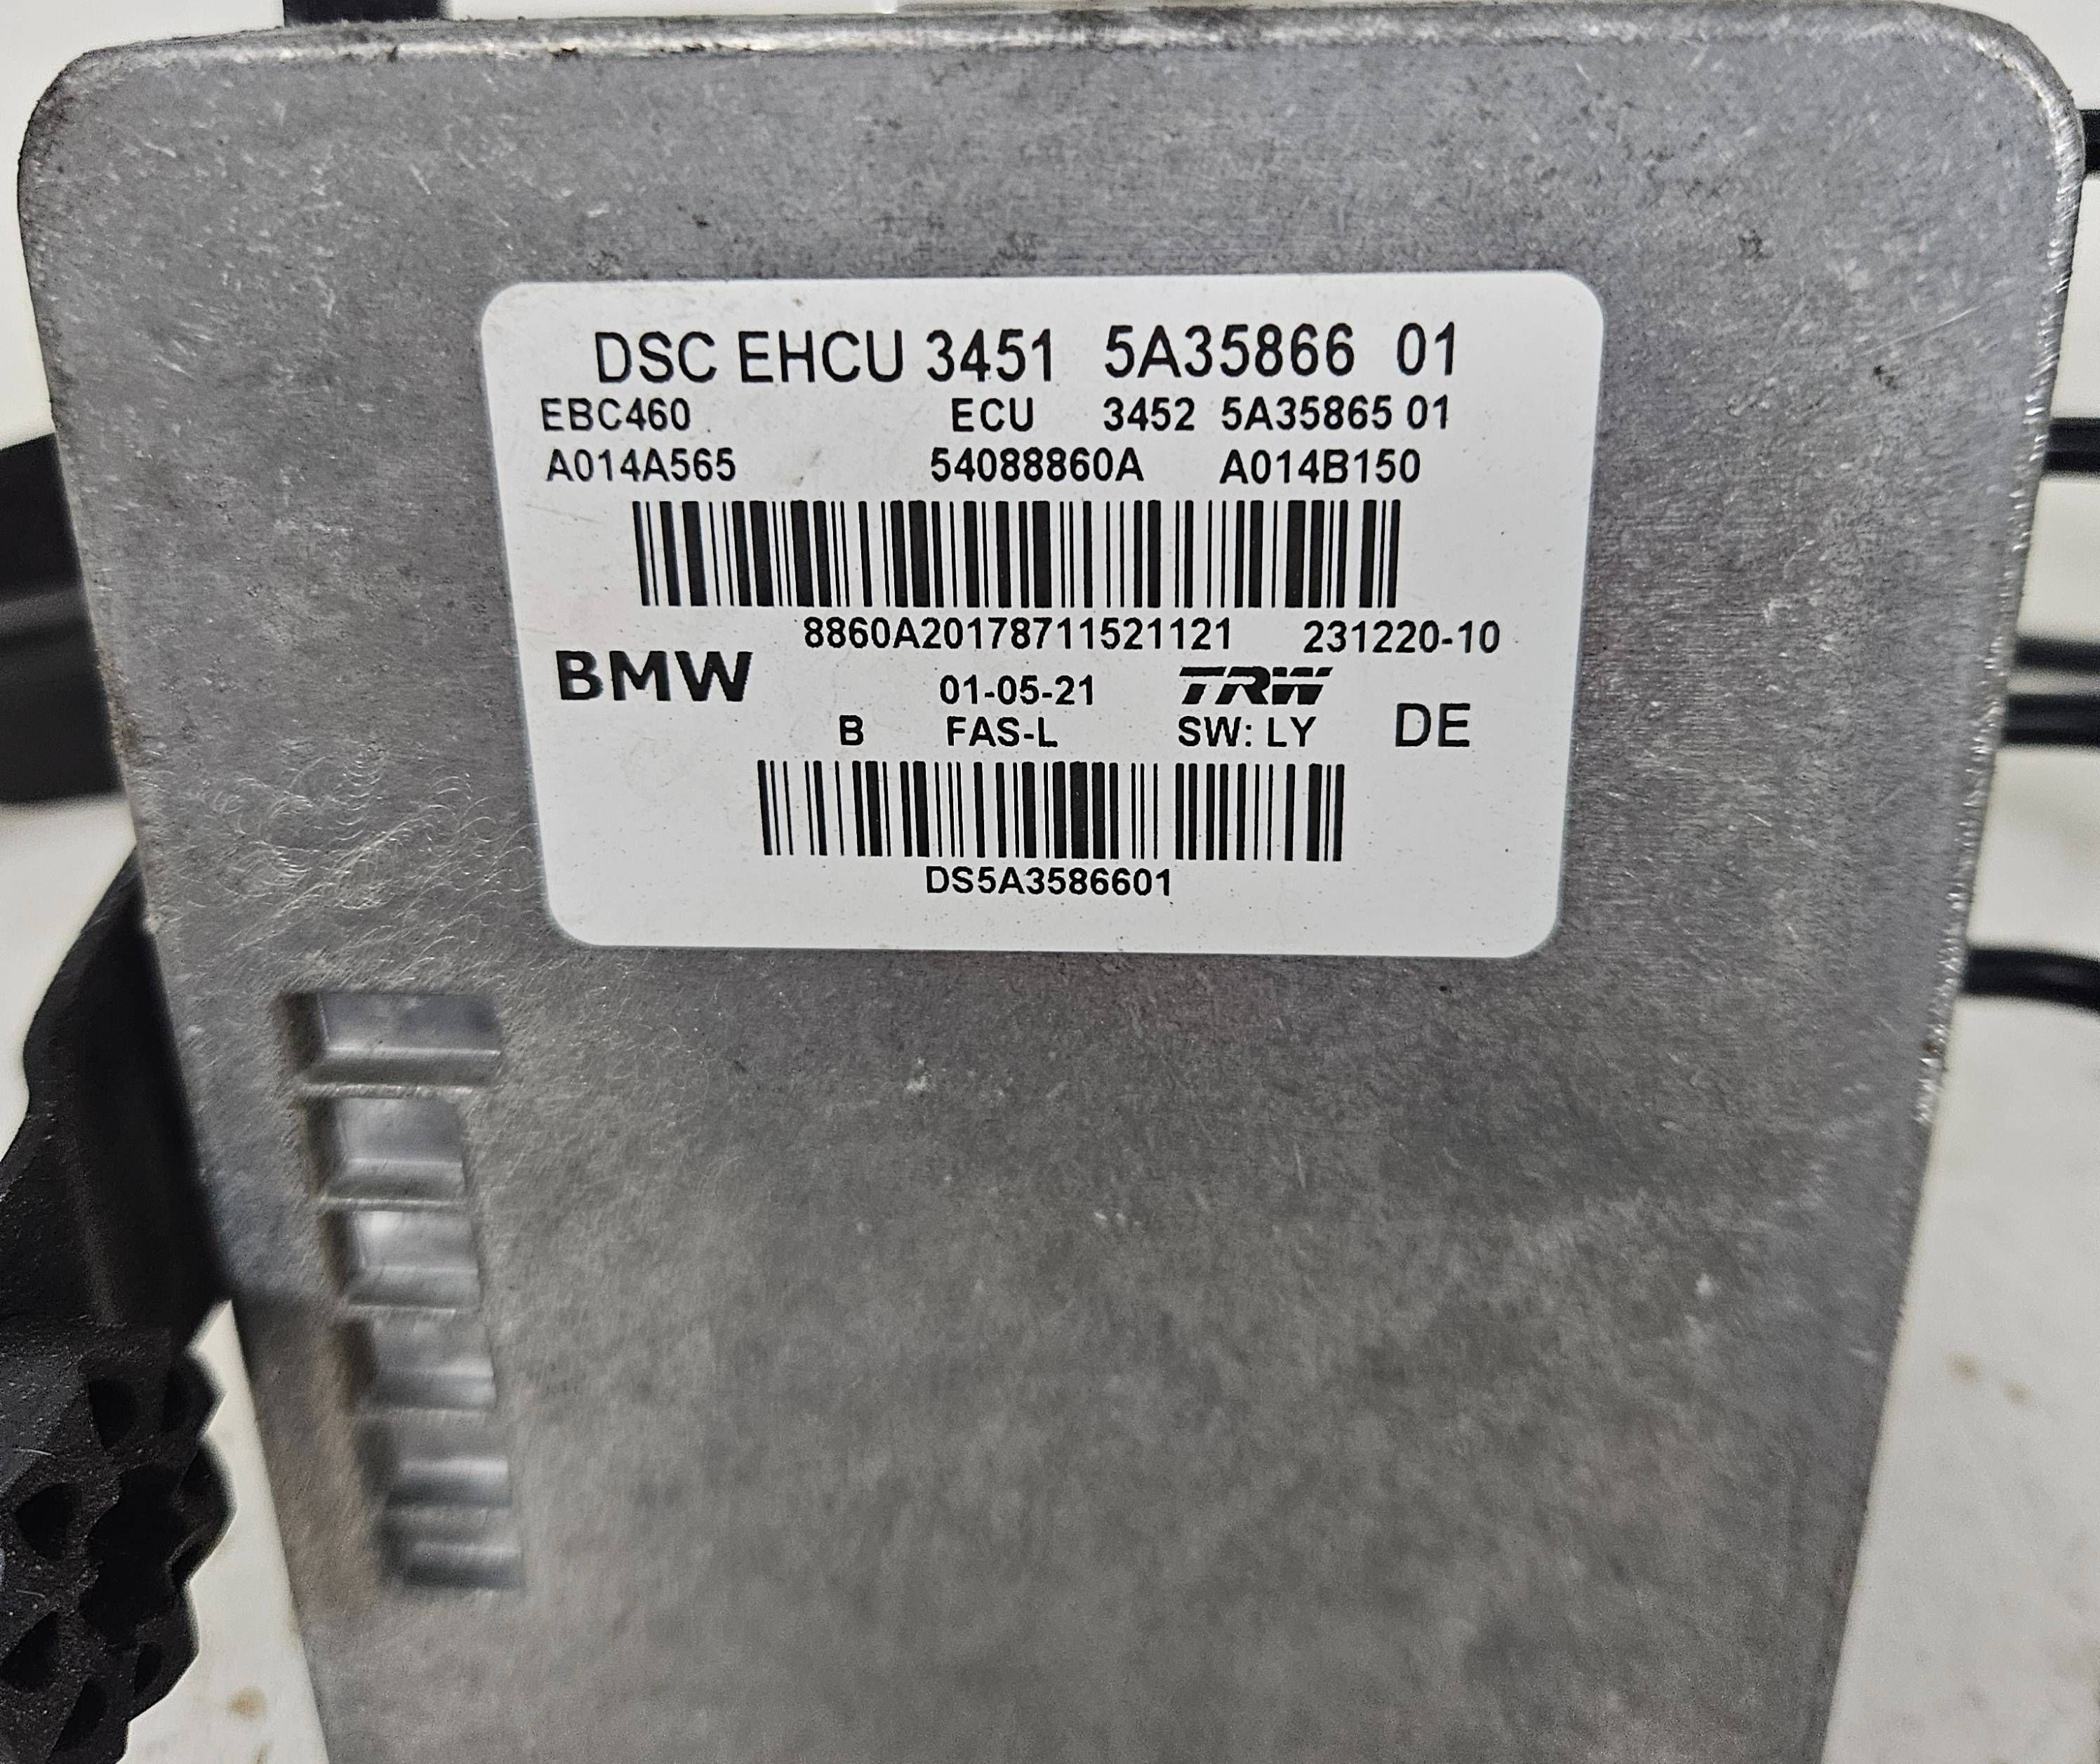 DSC EHCU 3451 5A35866 01
EBC460 ECU 3452 5A35865 01
A014A565 54088860A A014B150
8860A20178711521121 231220-10
BMW 01-05-21 TRW
B FAS-L SW: LY DE
DS5A3586601